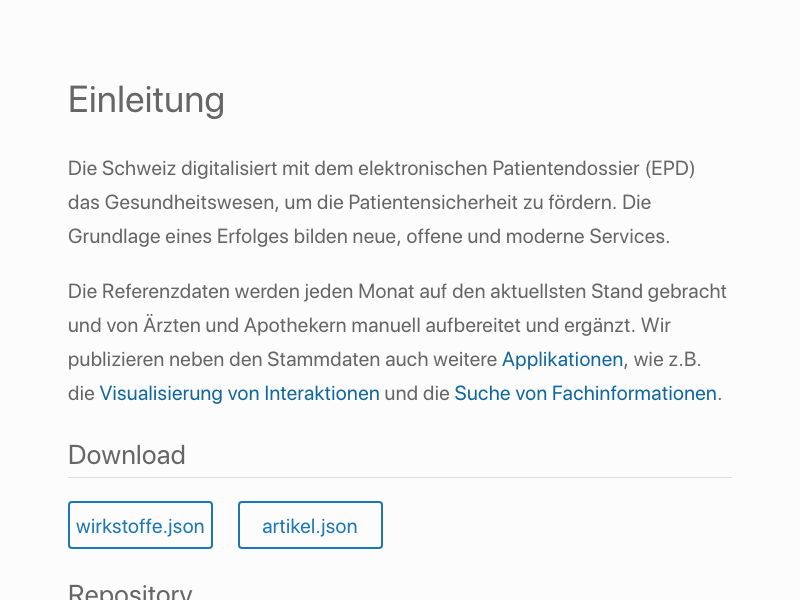 Einleitung
Die Schweiz digitalisiert mit dem elektronischen Patientendossier (EPD)
das Gesundheitswesen, um die Patientensicherheit zu fördern. Die
Grundlage eines Erfolges bilden neue, offene und moderne Services.
Die Referenzdaten werden jeden Monat auf den aktuellsten Stand gebracht
und von Ärzten und Apothekern manuell aufbereitet und ergänzt. Wir
publizieren neben den Stammdaten auch weitere Applikationen, wie z.B.
die Visualisierung von Interaktionen und die Suche von Fachinformationen.
Download
wirkstoffe.json artikel.json
Repository